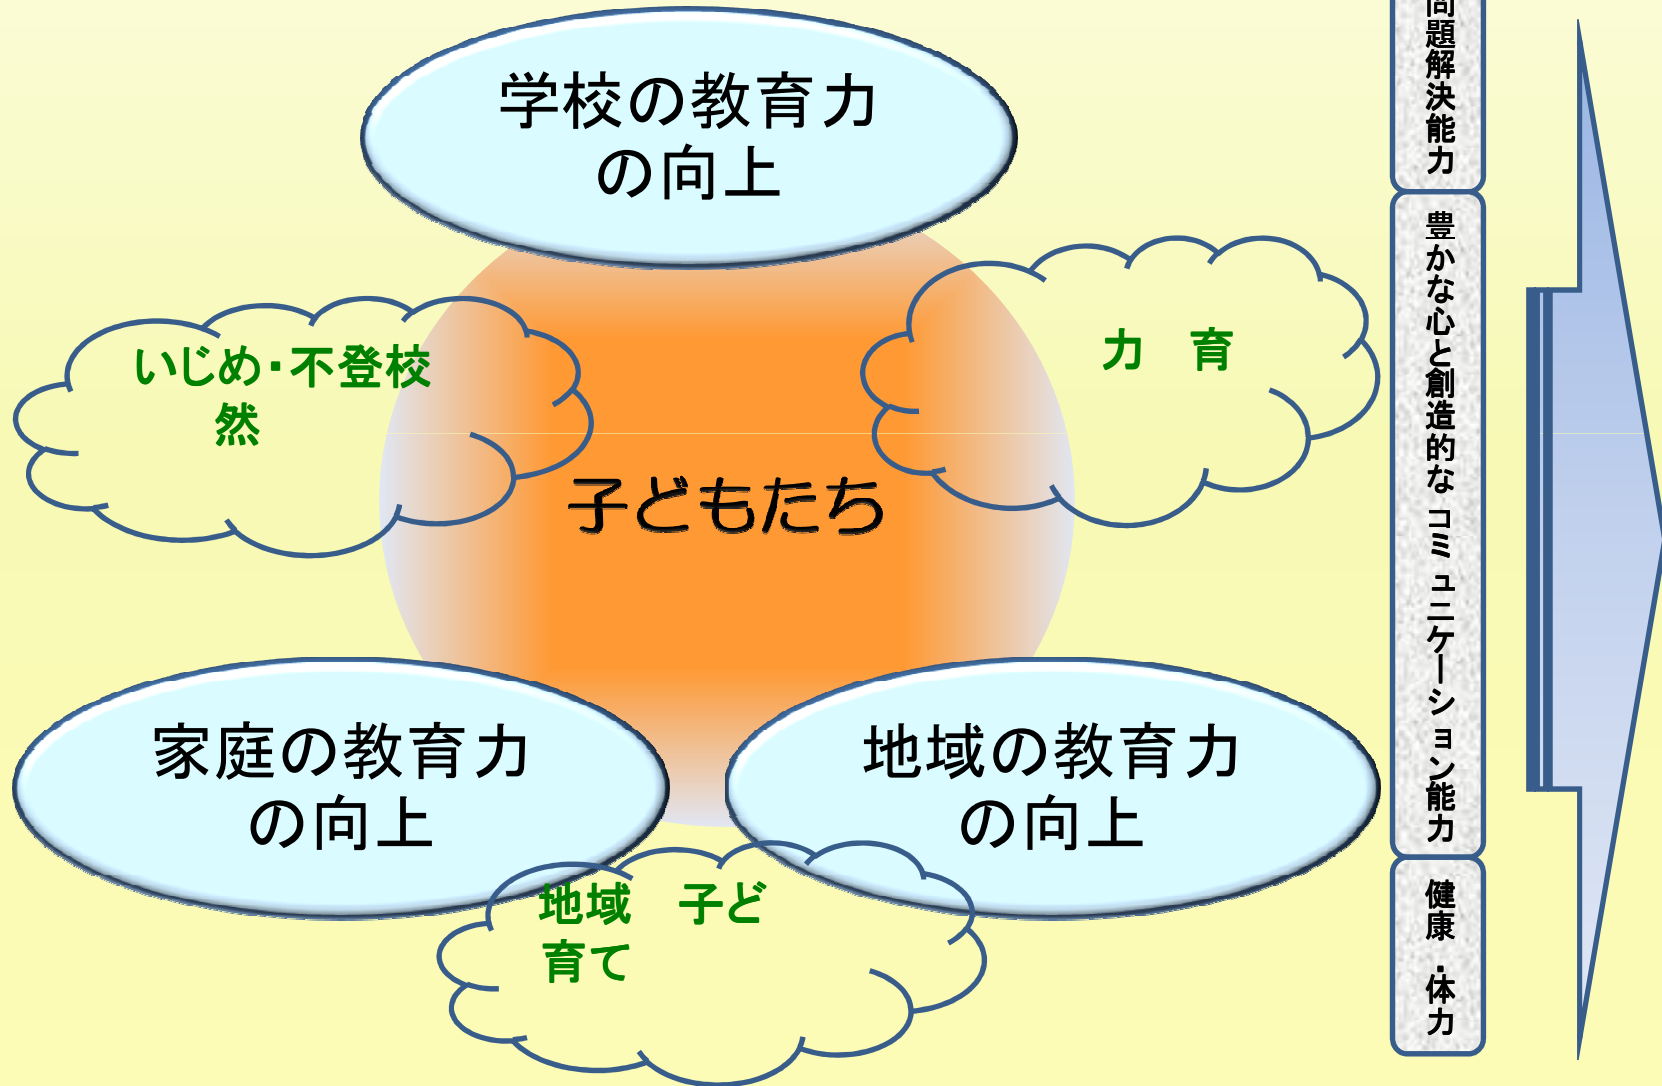 学校の教育力
の向上
いじめ・不登校
然
力　育
子どもたち
家庭の教育力
の向上
地域の教育力
の向上
地域　子ど
育て
問題解決能力
豊かな心と創造的なコミュニケーション能力
健康・体力